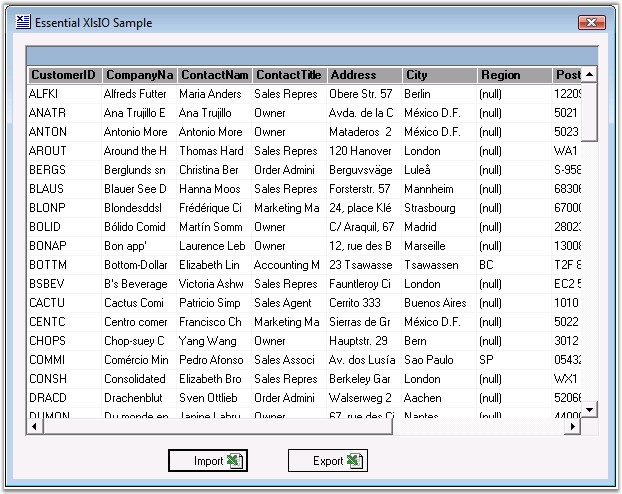 Essential XlsIO Sample
CustomerID CompanyNa ContactNam ContactTitle Address City Region Post
ALFKI Alfreds Futter Maria Anders Sales Repres Obere Str. 57 Berlin (null) 12209
ANATR Ana Trujillo E Ana Trujillo Owner Avda. de la C México D.F. (null) 5021
ANTON Antonio More Antonio More Owner Mataderos 2 México D.F. (null) 5023
AROUT Around the H Thomas Hard Sales Repres 120 Hanover London (null) WA1
BERGS Berglunds sn Christina Ber Order Admini Berguvsväge Luleå (null) S-958
BLAUS Blauer See D Hanna Moos Sales Repres Forsterstr. 57 Mannheim (null) 68306
BLONP Blondesddsl Frédérique Ci Marketing Ma 24, place Klé Strasbourg (null) 67000
BOLID Bólido Comid Martín Somm Owner C/ Araquil, 67 Madrid (null) 28023
BONAP Bon app' Laurence Leb Owner 12, rue des B Marseille (null) 13008
BOTTM Bottom-Dollar Elizabeth Lin Accounting M 23 Tsawasse Tsawassen BC T2F 8
BSBEV B's Beverage Victoria Ashw Sales Repres Fauntleroy Ci London (null) EC2 5
CACTU Cactus Comi Patricio Simp Sales Agent Cerrito 333 Buenos Aires (null) 1010
CENTC Centro comer Francisco Ch Marketing Ma Sierras de Gr México D.F. (null) 5022
CHOPS Chop-suey C Yang Wang Owner Hauptstr. 29 Bern (null) 3012
COMMI Comércio Min Pedro Afonso Sales Associ Av. dos Lusía Sao Paulo SP 05432
CONSH Consolidated Elizabeth Bro Sales Repres Berkeley Gar London (null) WX1
DRACD Drachenblut Sven Ottlieb Order Admini Walserweg 2 Aachen (null) 52066
DUMON Du monde en Janine Labru Owner 67, rue des Ci Nantes (null) 44000
Import Export